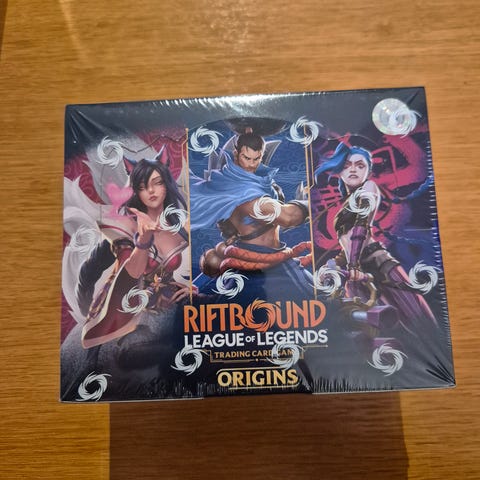 RIFTBOUND
LEAGUE OF LEGENDS
TRADING CARD GAME
ORIGINS